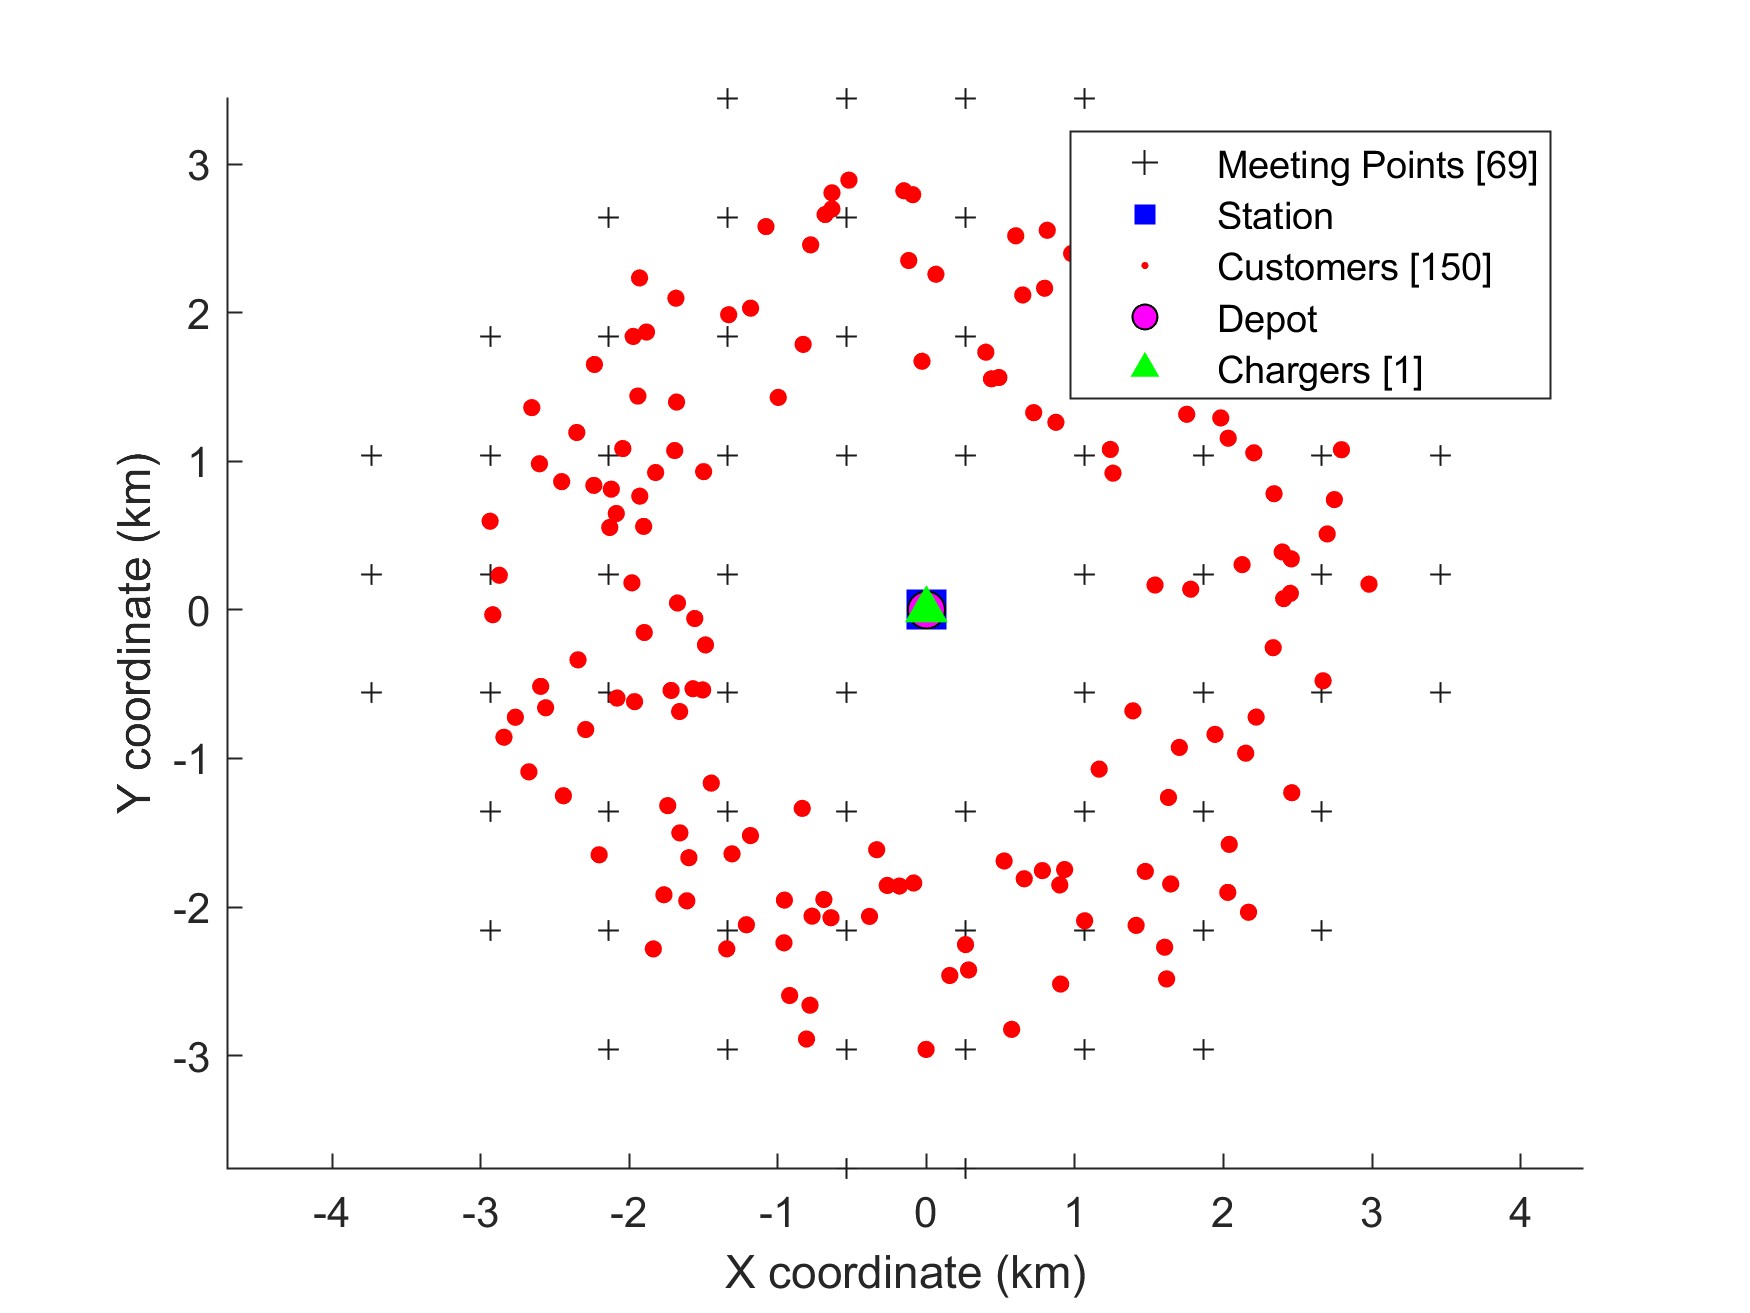 Meeting Points [69]
Station
Customers [150]
Depot
Chargers [1]
3
2
1
0
-1
-2
-3
Y coordinate (km)
-4 -3 -2 -1 0 1 2 3 4
X coordinate (km)